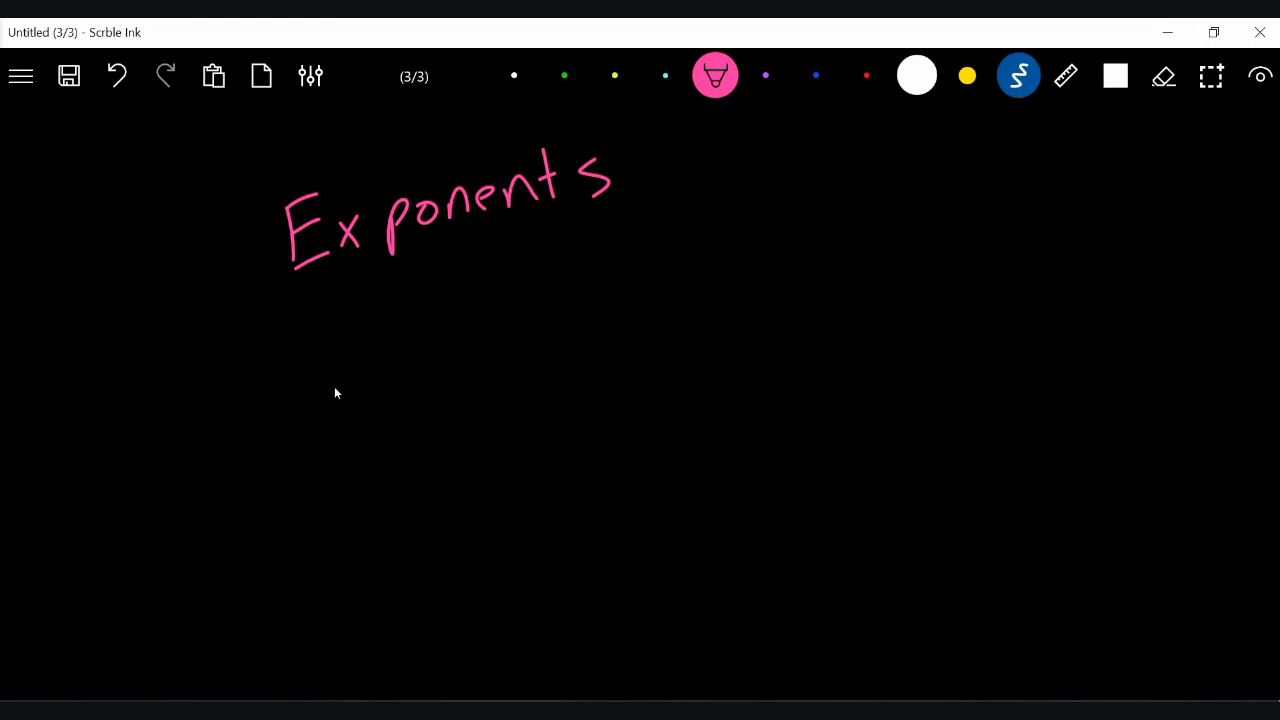 Untitled (3/3) - Scrble Ink
(3/3)
Exponents